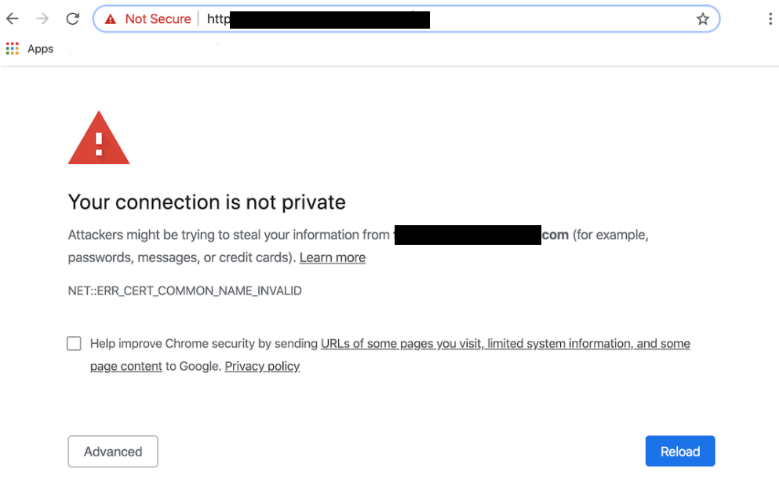 Not Secure http
Apps
Your connection is not private
Attackers might be trying to steal your information from com (for example,
passwords, messages, or credit cards). Learn more
NET::ERR_CERT_COMMON_NAME_INVALID
Help improve Chrome security by sending URLs of some pages you visit, limited system information, and some
page content to Google. Privacy policy
Advanced
Reload